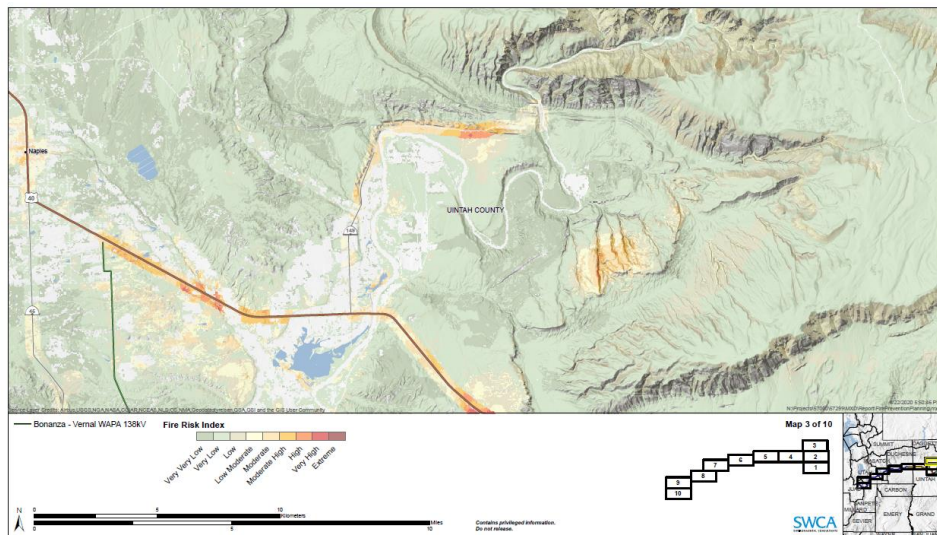 Naples
40
45
149
UINTAH COUNTY
Bonanza - Vernal WAPA 138kV
Fire Risk Index
Very Very Low
Very Low
Low
Low Moderate
Moderate
Moderate High
High
Very High
Extreme
Map 3 of 10
3
7 6 5 4 2
9 8 1
10
SUMMIT
DUCHESNE
UINTAH
CARBON
EMERY
GRAND
SEVIER
N
0 5 10
Kilometers
Miles
0 5 10
Contains privileged information.
Do not release.
SWCA
ENVIRONMENTAL CONSULTANTS